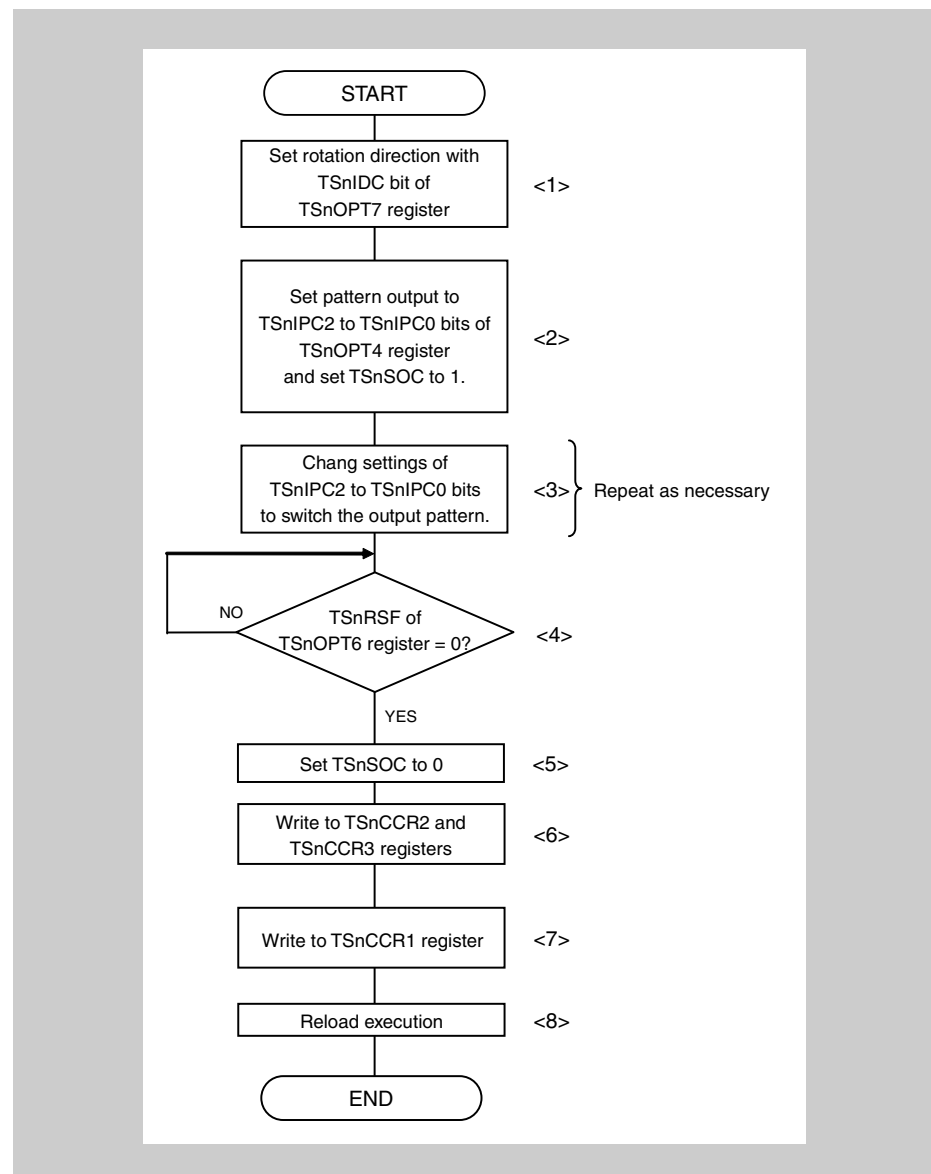 START
Set rotation direction with
TSnIDC bit of
TSnOPT7 register
<1>
Set pattern output to
TSnIPC2 to TSnIPC0 bits of
TSnOPT4 register
and set TSnSOC to 1.
<2>
Chang settings of
TSnIPC2 to TSnIPC0 bits
to switch the output pattern.
<3>
Repeat as necessary
NO
TSnRSF of
TSnOPT6 register = 0?
<4>
YES
Set TSnSOC to 0
<5>
Write to TSnCCR2 and
TSnCCR3 registers
<6>
Write to TSnCCR1 register
<7>
Reload execution
<8>
END